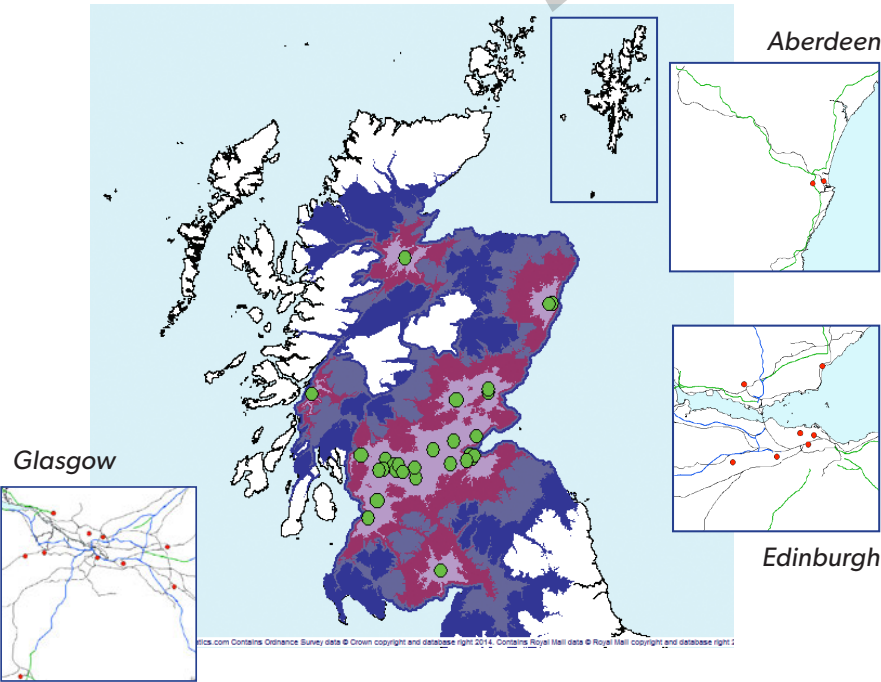 Aberdeen
Glasgow
Edinburgh
tics.com Contains Ordnance Survey data © Crown copyright and database right 2014, Contains Royal Mail data © Royal Mail copyright and database right 2